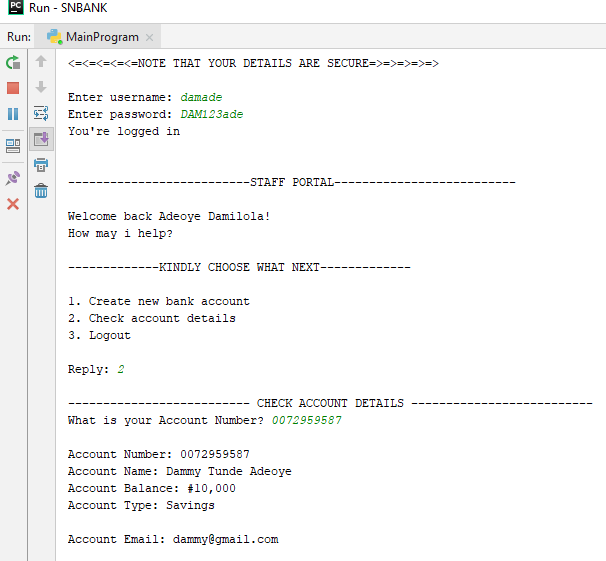 PC Run - SNBANK
Run: MainProgram ×
<=<=<=<=<=NOTE THAT YOUR DETAILS ARE SECURE=>=>=>=>=>
Enter username: damade
Enter password: DAM123ade
You're logged in
--------------------------STAFF PORTAL--------------------------
Welcome back Adeoye Damilola!
How may i help?
-------------KINDLY CHOOSE WHAT NEXT-------------
1. Create new bank account
2. Check account details
3. Logout
Reply: 2
-------------------------- CHECK ACCOUNT DETAILS --------------------------
What is your Account Number? 0072959587
Account Number: 0072959587
Account Name: Dammy Tunde Adeoye
Account Balance: #10,000
Account Type: Savings
Account Email: dammy@gmail.com